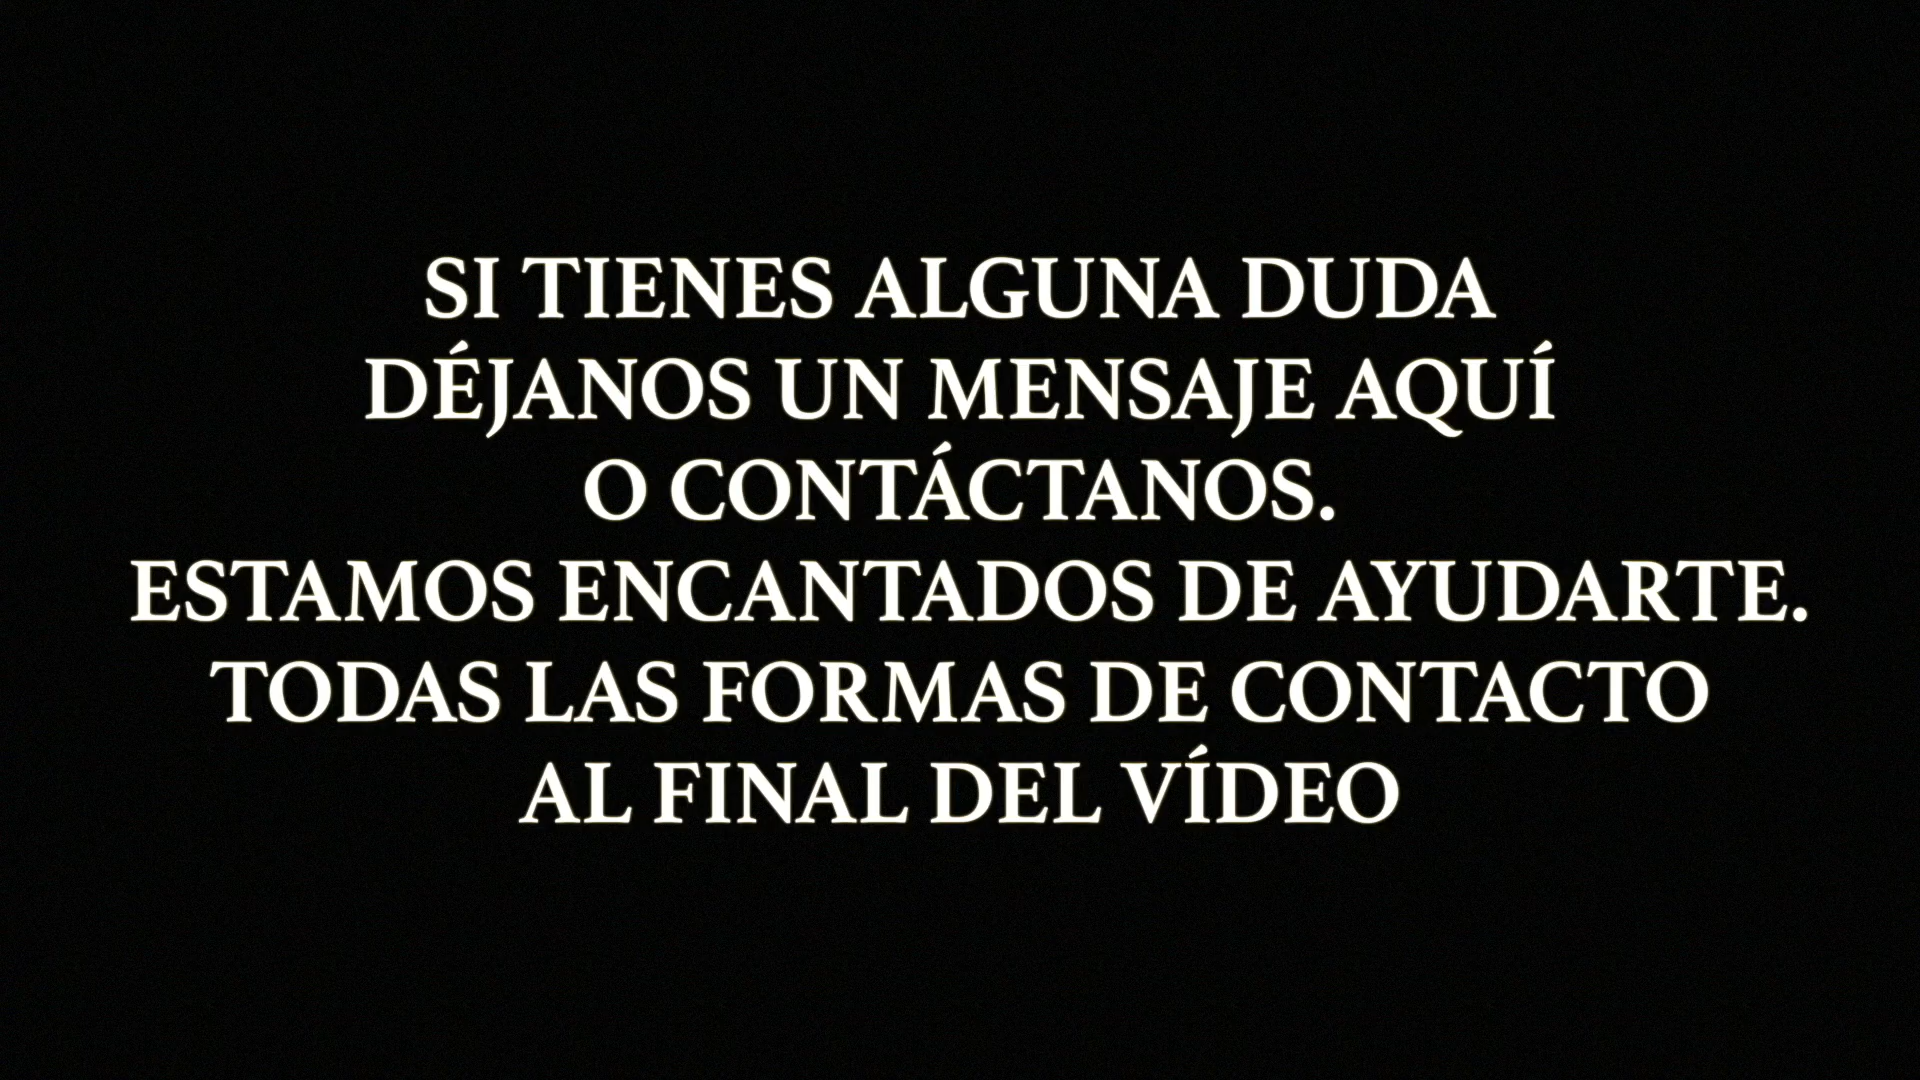 SI TIENES ALGUNA DUDA
DÉJANOS UN MENSAJE AQUÍ
O CONTÁCTANOS.
ESTAMOS ENCANTADOS DE AYUDARTE.
TODAS LAS FORMAS DE CONTACTO
AL FINAL DEL VÍDEO